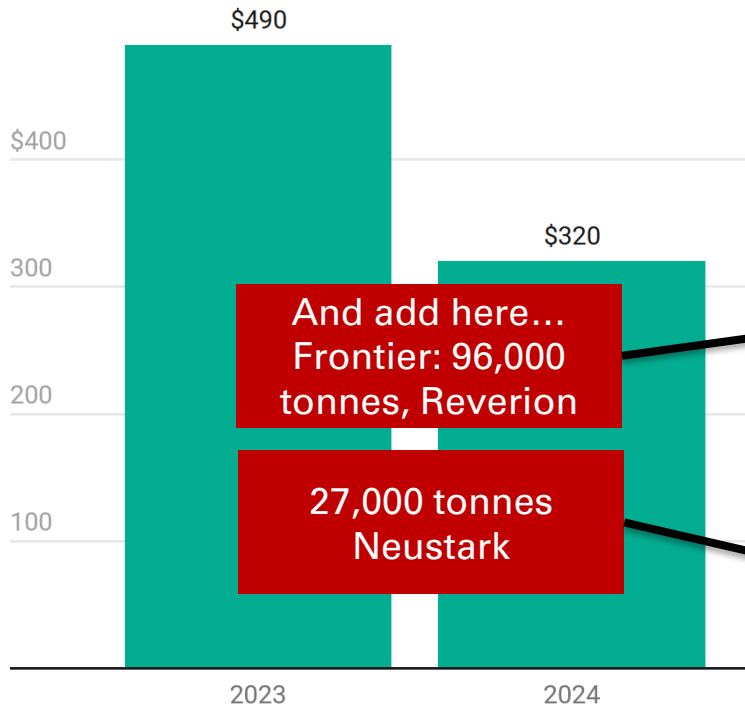 $490
$400
$320
300
And add here…
Frontier: 96,000
tonnes, Reverion
200
27,000 tonnes
Neustark
100
2023
2024